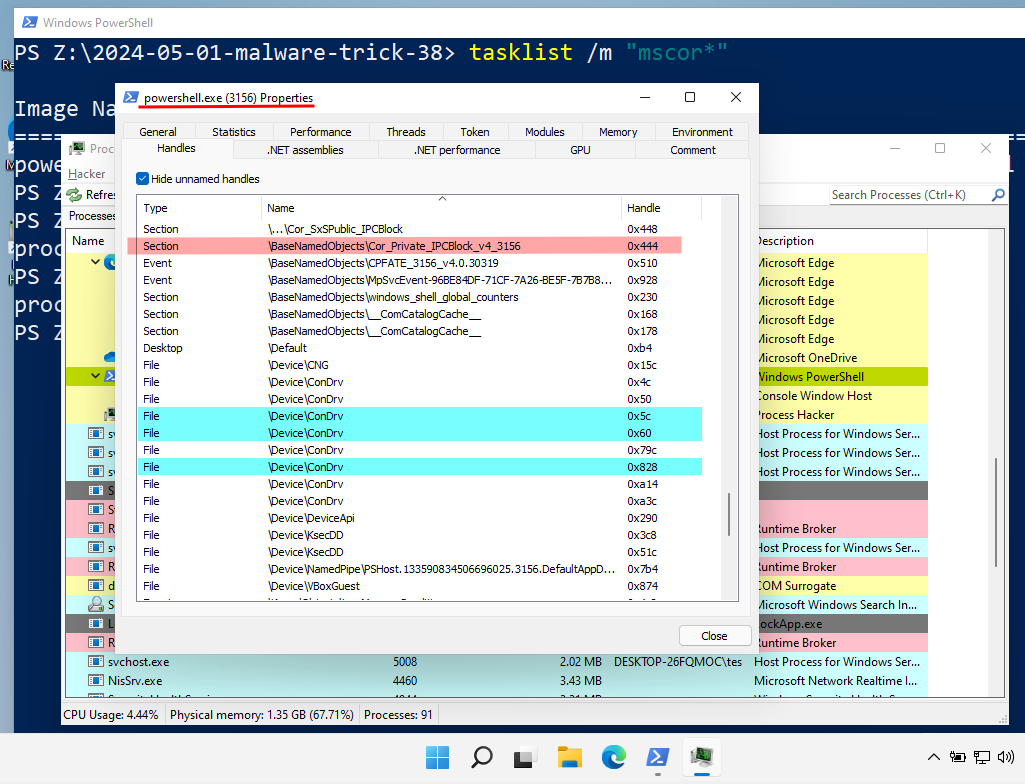 Windows PowerShell
PS Z:\2024-05-01-malware-trick-38> tasklist /m "mscor*"
Image Na
powershell.exe (3156) Properties
General Statistics Performance Threads Token Modules Memory Environment
Handles .NET assemblies .NET performance GPU Comment
Hide unnamed handles
Type Name Handle
Section \...\Cor_SxSPublic_IPCBlock 0x448
Section \BaseNamedObjects\Cor_Private_IPCBlock_v4_3156 0x444
Event \BaseNamedObjects\CPFATE_3156_v4.0.30319 0x510
Event \BaseNamedObjects\MpSvcEvent-96BE84DF-71CF-7A26-BE5F-7B7B8... 0x928
Section \BaseNamedObjects\windows_shell_global_counters 0x230
Section \BaseNamedObjects\__ComCatalogCache__ 0x168
Section \BaseNamedObjects\__ComCatalogCache__ 0x178
Desktop \Default 0xb4
File \Device\CNG 0x15c
File \Device\ConDrv 0x4c
File \Device\ConDrv 0x50
File \Device\ConDrv 0x5c
File \Device\ConDrv 0x60
File \Device\ConDrv 0x79c
File \Device\ConDrv 0x828
File \Device\ConDrv 0xa14
File \Device\ConDrv 0xa3c
File \Device\DeviceApi 0x290
File \Device\KsecDD 0x3c8
File \Device\KsecDD 0x51c
File \Device\NamedPipe\PSHost.133590834506696025.3156.DefaultAppD... 0x7b4
File \Device\VBoxGuest 0x874
Close
powe
PS Z
PS Z
proc
PS Z
proc
PS Z
Proc
Hacker
Refres
Search Processes (Ctrl+K)
Processes
Name
Description
Microsoft Edge
Microsoft Edge
Microsoft Edge
Microsoft Edge
Microsoft Edge
Microsoft OneDrive
Windows PowerShell
Console Window Host
Process Hacker
Host Process for Windows Ser...
Host Process for Windows Ser...
Host Process for Windows Ser...
Runtime Broker
Host Process for Windows Ser...
Runtime Broker
COM Surrogate
Microsoft Windows Search In...
LockApp.exe
Runtime Broker
svchost.exe 5008 2.02 MB DESKTOP-26FQMOC\tes Host Process for Windows Ser...
NisSrv.exe 4460 3.43 MB Microsoft Network Realtime I...
CPU Usage: 4.44% Physical memory: 1.35 GB (67.71%) Processes: 91